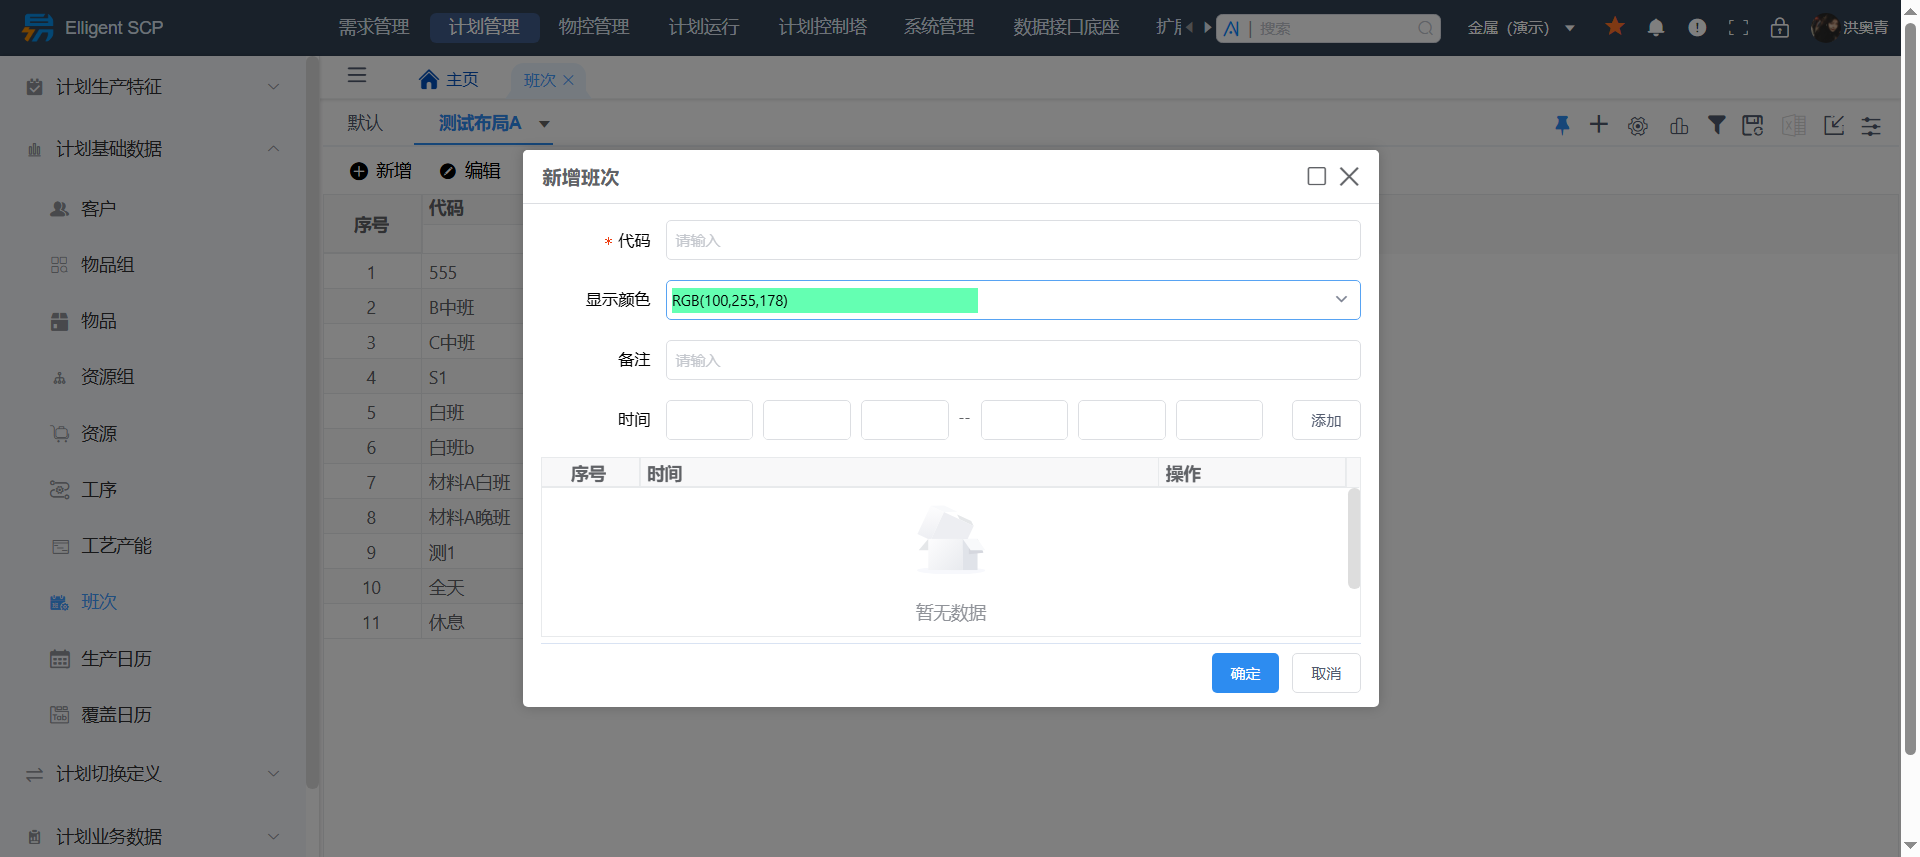 Elligent SCP
需求管理
计划管理
物控管理
计划运行
计划控制塔
系统管理
数据接口底座
搜索
金属（演示）
洪奥青
计划生产特征
计划基础数据
客户
物品组
物品
资源组
资源
工序
工艺产能
班次
生产日历
覆盖日历
计划切换定义
计划业务数据
主页
班次
默认
测试布局A
新增
编辑
序号 代码
1 555
2 B中班
3 C中班
4 S1
5 白班
6 白班b
7 材料A白班
8 材料A晚班
9 测1
10 全天
11 休息
新增班次
* 代码 请输入
显示颜色 RGB(100,255,178)
备注 请输入
时间 -- 添加
序号 时间 操作
暂无数据
确定 取消